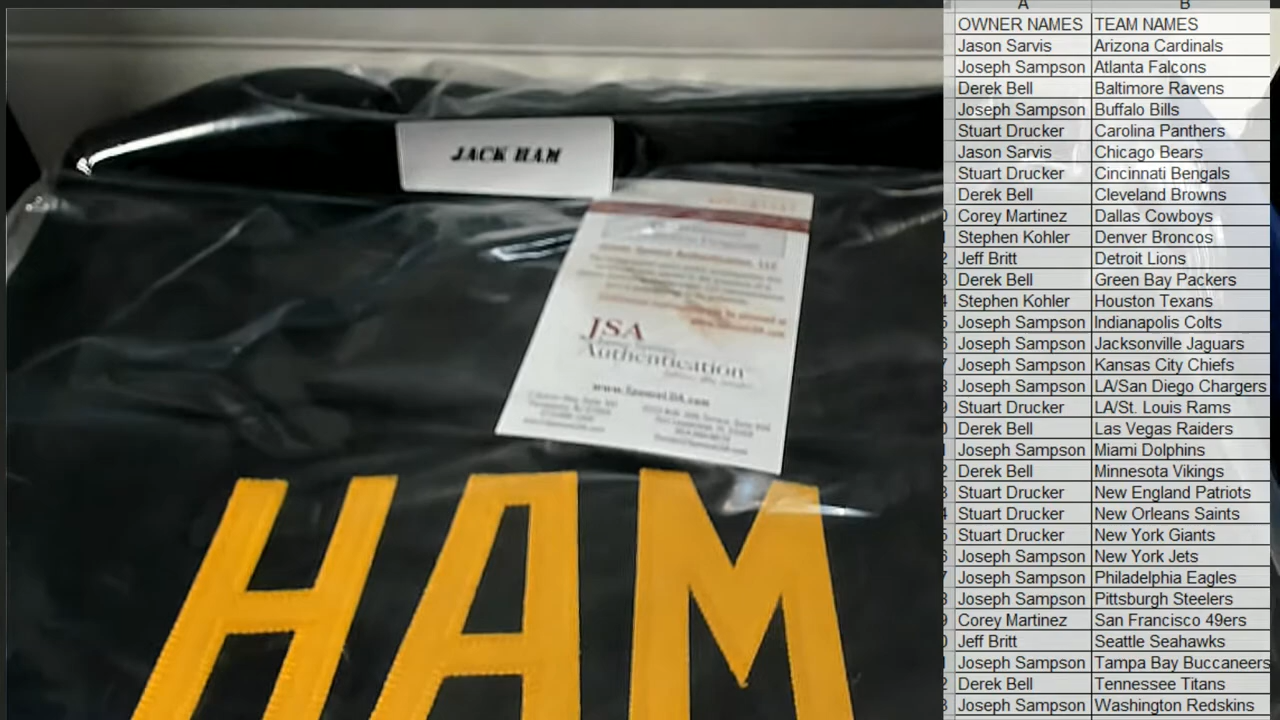 JACK HAM
JSA
Authentication
HAM
A B
OWNER NAMES TEAM NAMES
Jason Sarvis Arizona Cardinals
Joseph Sampson Atlanta Falcons
Derek Bell Baltimore Ravens
Joseph Sampson Buffalo Bills
Stuart Drucker Carolina Panthers
Jason Sarvis Chicago Bears
Stuart Drucker Cincinnati Bengals
Derek Bell Cleveland Browns
Corey Martinez Dallas Cowboys
Stephen Kohler Denver Broncos
Jeff Britt Detroit Lions
Derek Bell Green Bay Packers
Stephen Kohler Houston Texans
Joseph Sampson Indianapolis Colts
Joseph Sampson Jacksonville Jaguars
Joseph Sampson Kansas City Chiefs
Joseph Sampson LA/San Diego Chargers
Stuart Drucker LA/St. Louis Rams
Derek Bell Las Vegas Raiders
Joseph Sampson Miami Dolphins
Derek Bell Minnesota Vikings
Stuart Drucker New England Patriots
Stuart Drucker New Orleans Saints
Stuart Drucker New York Giants
Joseph Sampson New York Jets
Joseph Sampson Philadelphia Eagles
Joseph Sampson Pittsburgh Steelers
Corey Martinez San Francisco 49ers
Jeff Britt Seattle Seahawks
Joseph Sampson Tampa Bay Buccaneers
Derek Bell Tennessee Titans
Joseph Sampson Washington Redskins